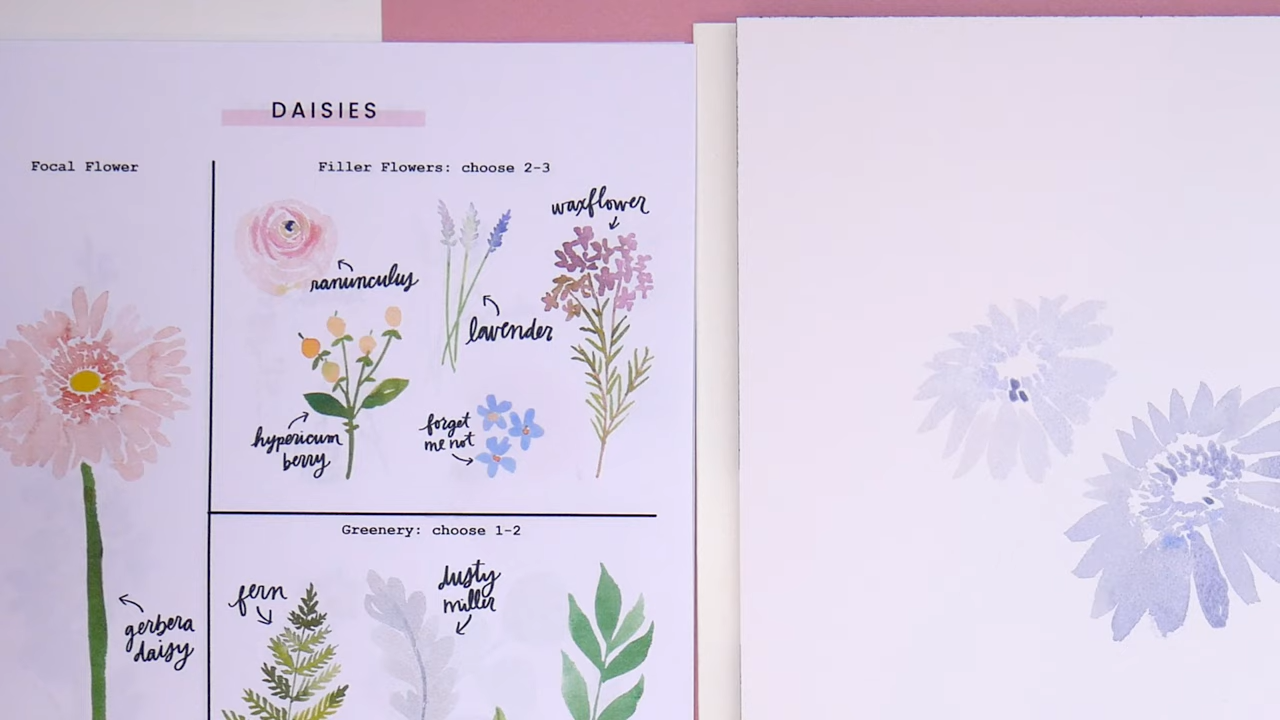 DAISIES
Focal Flower
Filler Flowers: choose 2-3
waxflower
ranunculus
lavender
forget
me not
hypericum
berry
Greenery: choose 1-2
fern
dusty
miller
gerbera
daisy